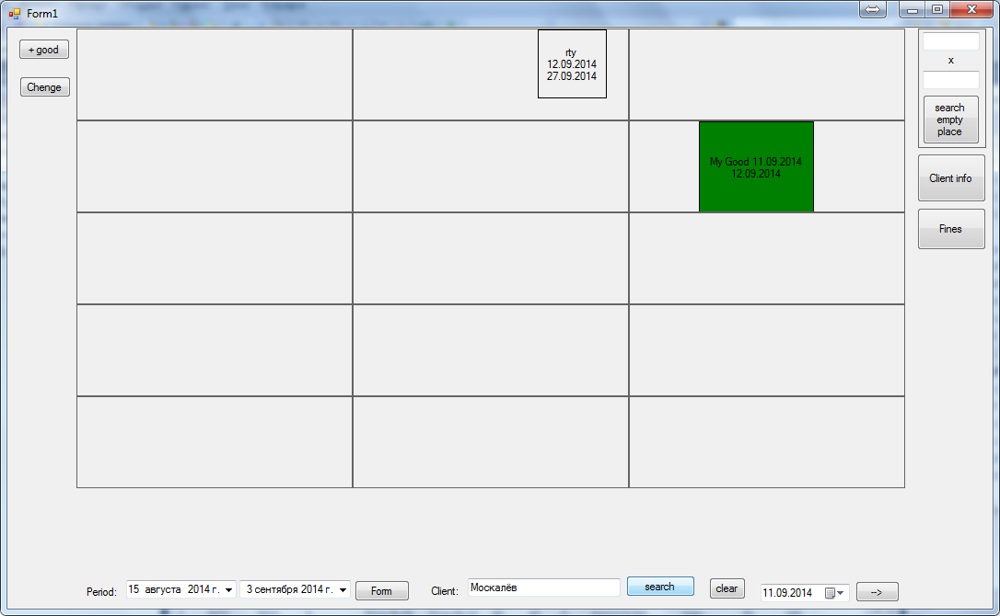 Form1
+ good
Chenge
rty
12.09.2014
27.09.2014
My Good 11.09.2014
12.09.2014
x
search
empty
place
Client info
Fines
Period:
15 августа 2014 г.
3 сентября 2014 г.
Form
Client:
Москалёв
search
clear
11.09.2014
-->